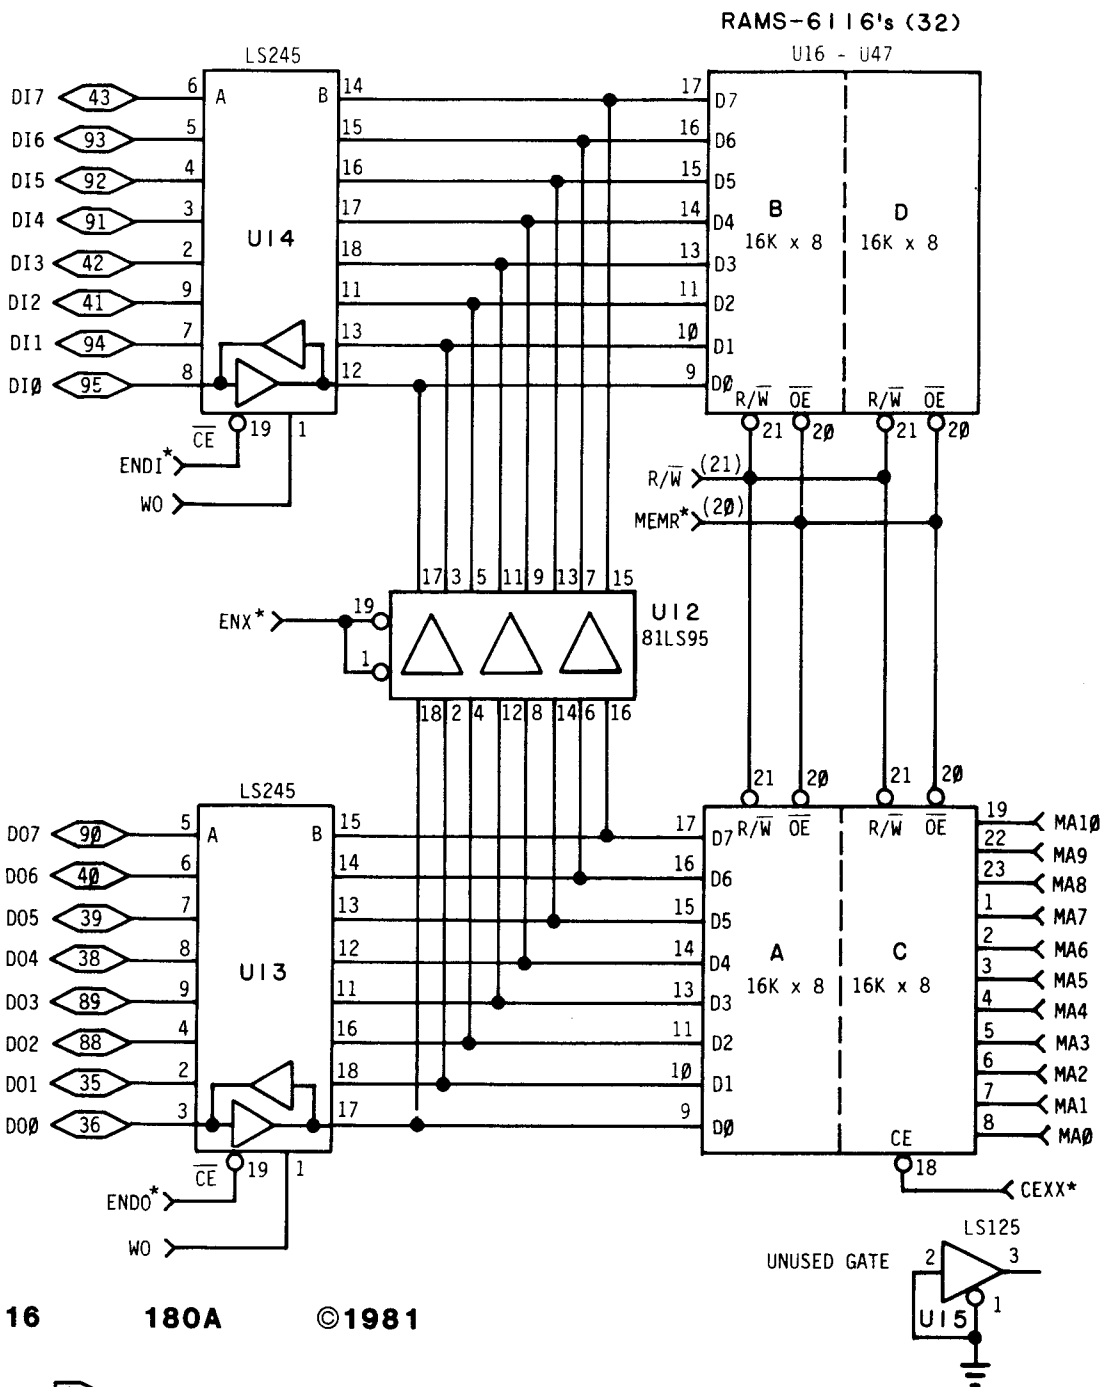 RAMS-6116's (32)
LS245
U16 - U47
DI7 43 6 A B 14 17 D7
DI6 93 5 15 16 D6
DI5 92 4 16 15 D5
DI4 91 3 17 14 D4 B D
U14 16K x 8 16K x 8
DI3 42 2 18 13 D3
DI2 41 9 11 11 D2
DI1 94 7 13 1Ø D1
DIØ 95 8 12 9 DØ
R/W̅ O̅E̅ R/W̅ O̅E̅
C̅E̅ 19 1 21 2Ø 21 2Ø
ENDI*
R/W̅ (21)
WO
MEMR* (2Ø)
17 3 5 11 9 13 7 15
ENX* 19 U12
81LS95
1
18 2 4 12 8 14 6 16
21 2Ø 21 2Ø
LS245
DO7 9Ø 5 A B 15 17 D7 R/W̅ O̅E̅ R/W̅ O̅E̅ 19 MA1Ø
22 MA9
DO6 4Ø 6 14 16 D6 23 MA8
DO5 39 7 13 15 D5 1 MA7
DO4 38 8 12 14 D4 A C 2 MA6
U13 16K x 8 16K x 8 3 MA5
DO3 89 9 11 13 D3 4 MA4
DO2 88 4 16 11 D2 5 MA3
DO1 35 2 18 1Ø D1 6 MA2
7 MA1
DOØ 36 3 17 9 DØ CE 8 MAØ
C̅E̅ 19 1 18
ENDO* CEXX*
WO
LS125
UNUSED GATE 2 3
U15 1
16 180A ©1981